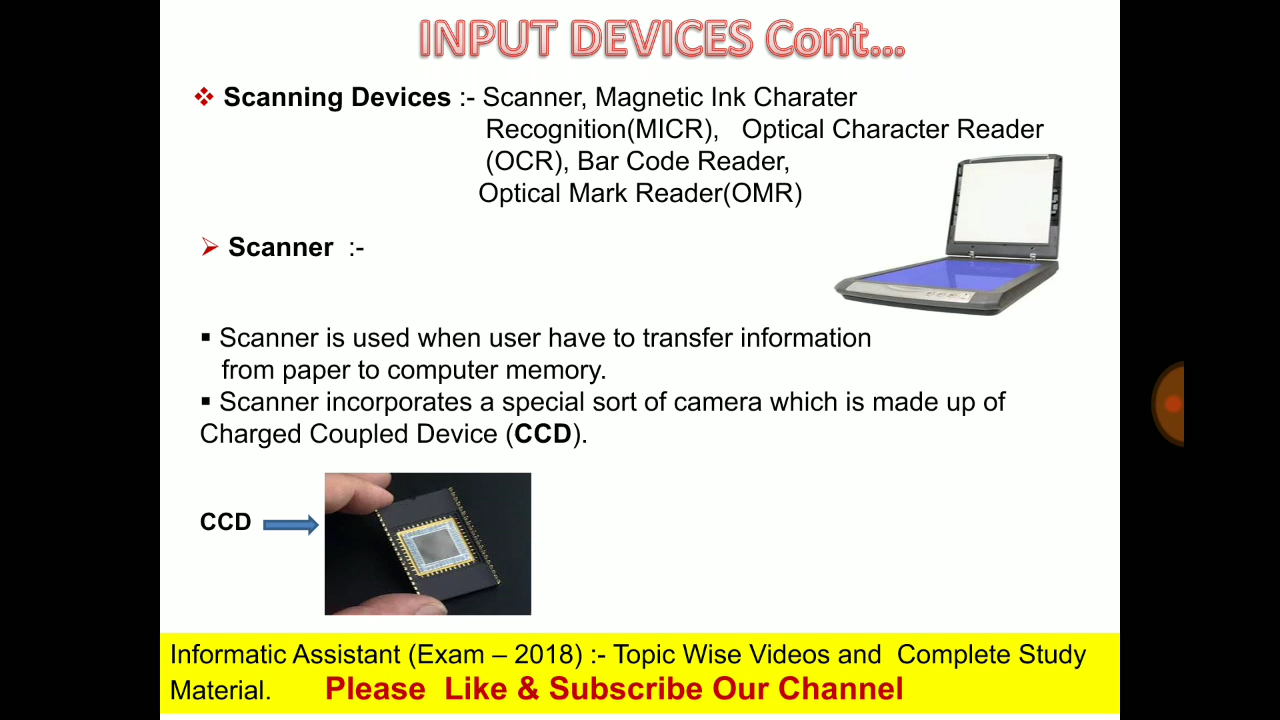 INPUT DEVICES Cont...
❖ Scanning Devices :- Scanner, Magnetic Ink Charater
Recognition(MICR), Optical Character Reader
(OCR), Bar Code Reader,
Optical Mark Reader(OMR)
➢ Scanner :-
▪ Scanner is used when user have to transfer information
from paper to computer memory.
▪ Scanner incorporates a special sort of camera which is made up of
Charged Coupled Device (CCD).
CCD
Informatic Assistant (Exam – 2018) :- Topic Wise Videos and Complete Study
Material. Please Like & Subscribe Our Channel